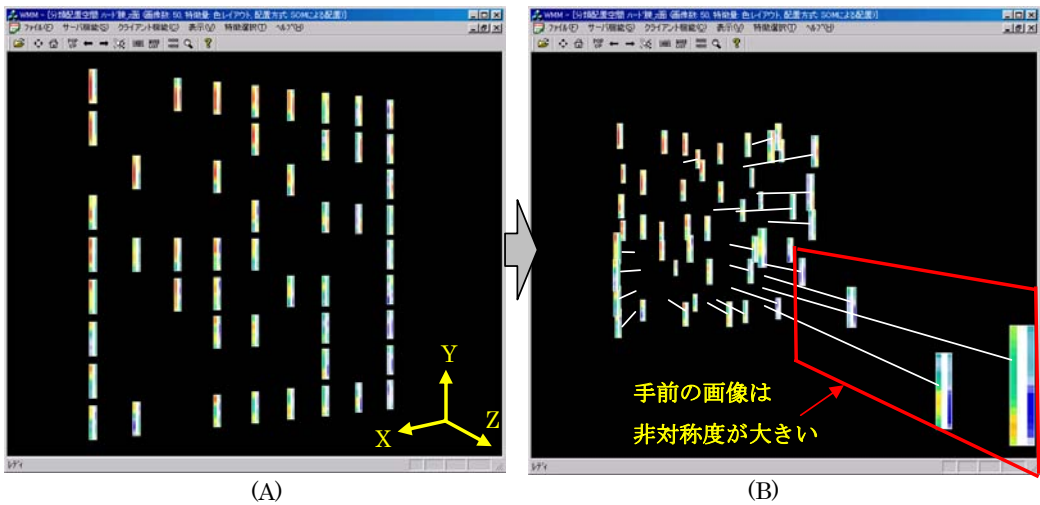 WMM - [分類配置空間 ハード鏡_z面 (画像数: 50, 特徴量: 色レイアウト, 配置方式: SOMによる配置)]
ファイル(F) サーバ機能(S) クライアント機能(C) 表示(V) 特徴選択(T) ヘルプ(H)
Y
X
Z
レディ
(A)
WMM - [分類配置空間 ハード鏡_z面 (画像数: 50, 特徴量: 色レイアウト, 配置方式: SOMによる配置)]
ファイル(F) サーバ機能(S) クライアント機能(C) 表示(V) 特徴選択(T) ヘルプ(H)
手前の画像は
非対称度が大きい
レディ
(B)